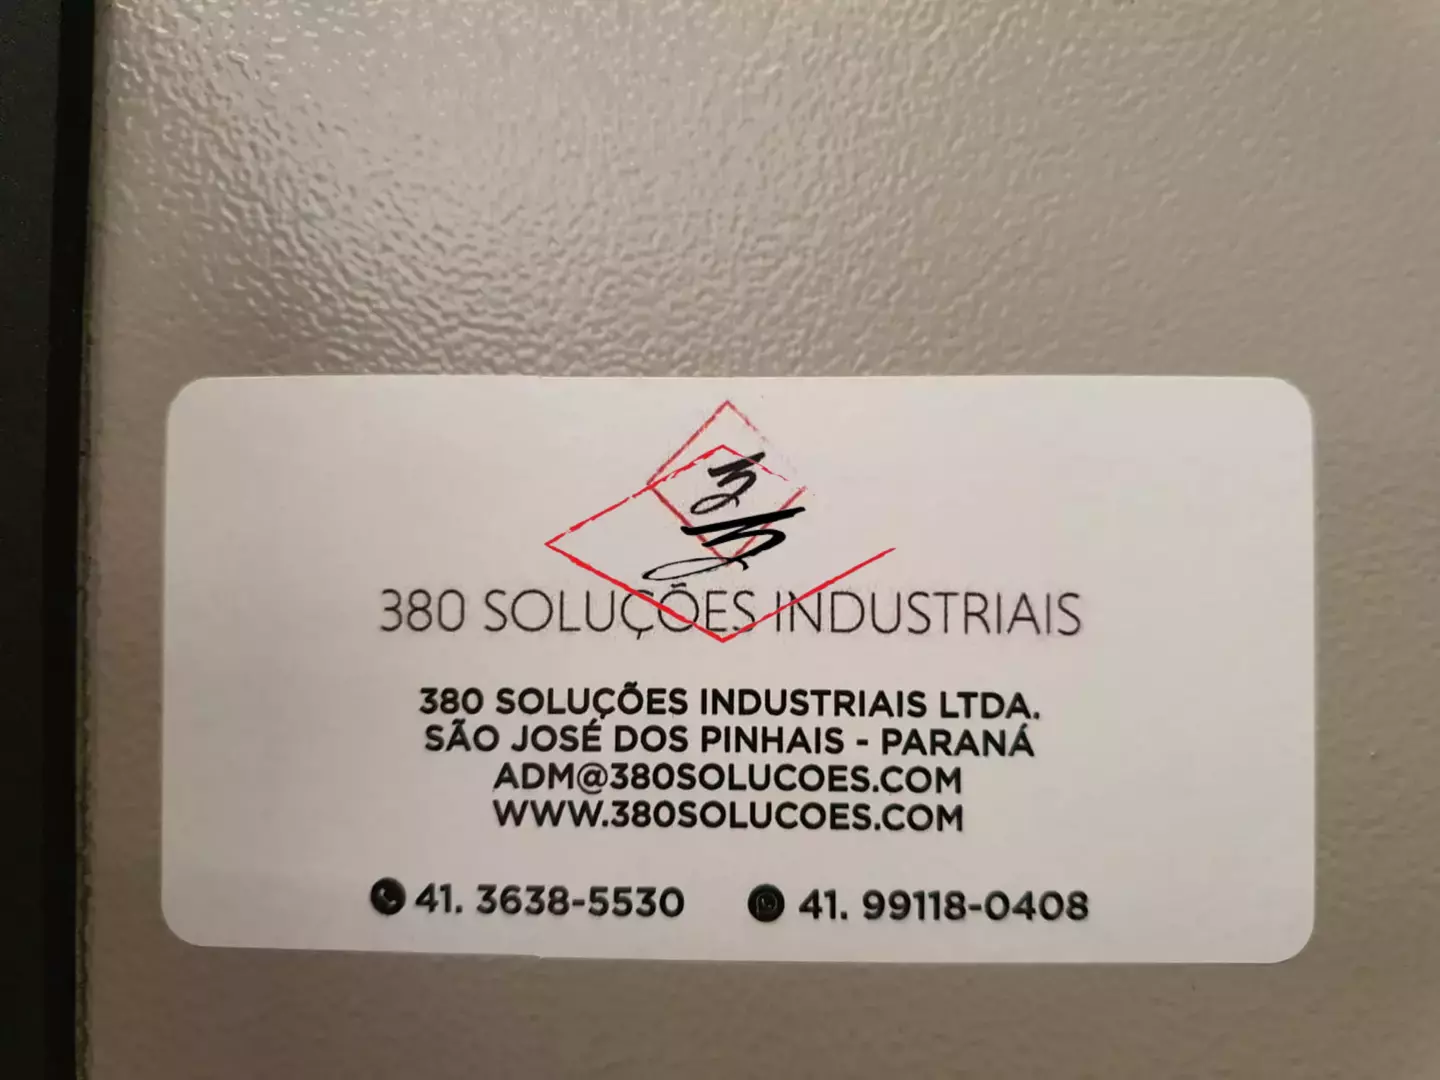 380 SOLUÇÕES INDUSTRIAIS
380 SOLUÇÕES INDUSTRIAIS LTDA.
SÃO JOSÉ DOS PINHAIS - PARANÁ
ADM@380SOLUCOES.COM
WWW.380SOLUCOES.COM
41. 3638-5530 41. 99118-0408